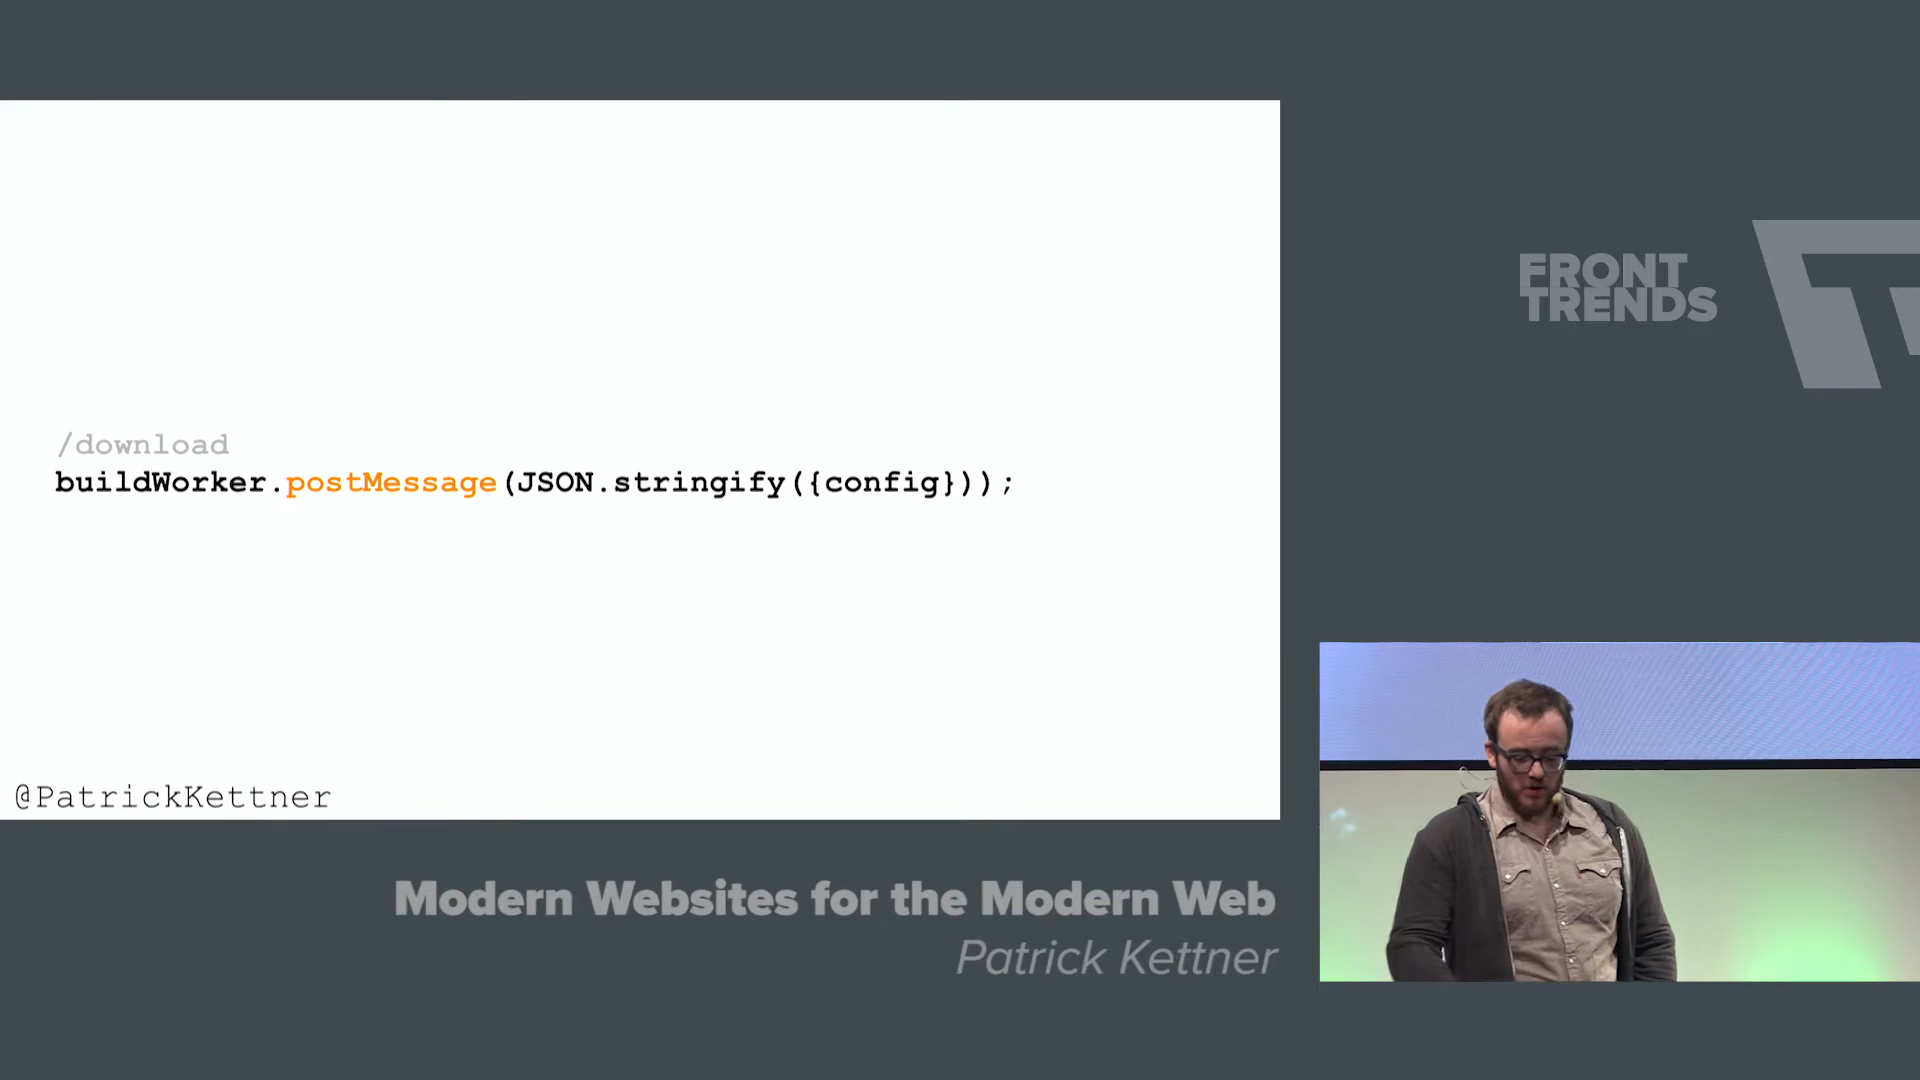 /download
buildWorker.postMessage(JSON.stringify({config}));
@PatrickKettner
FRONT
TRENDS
Modern Websites for the Modern Web
Patrick Kettner